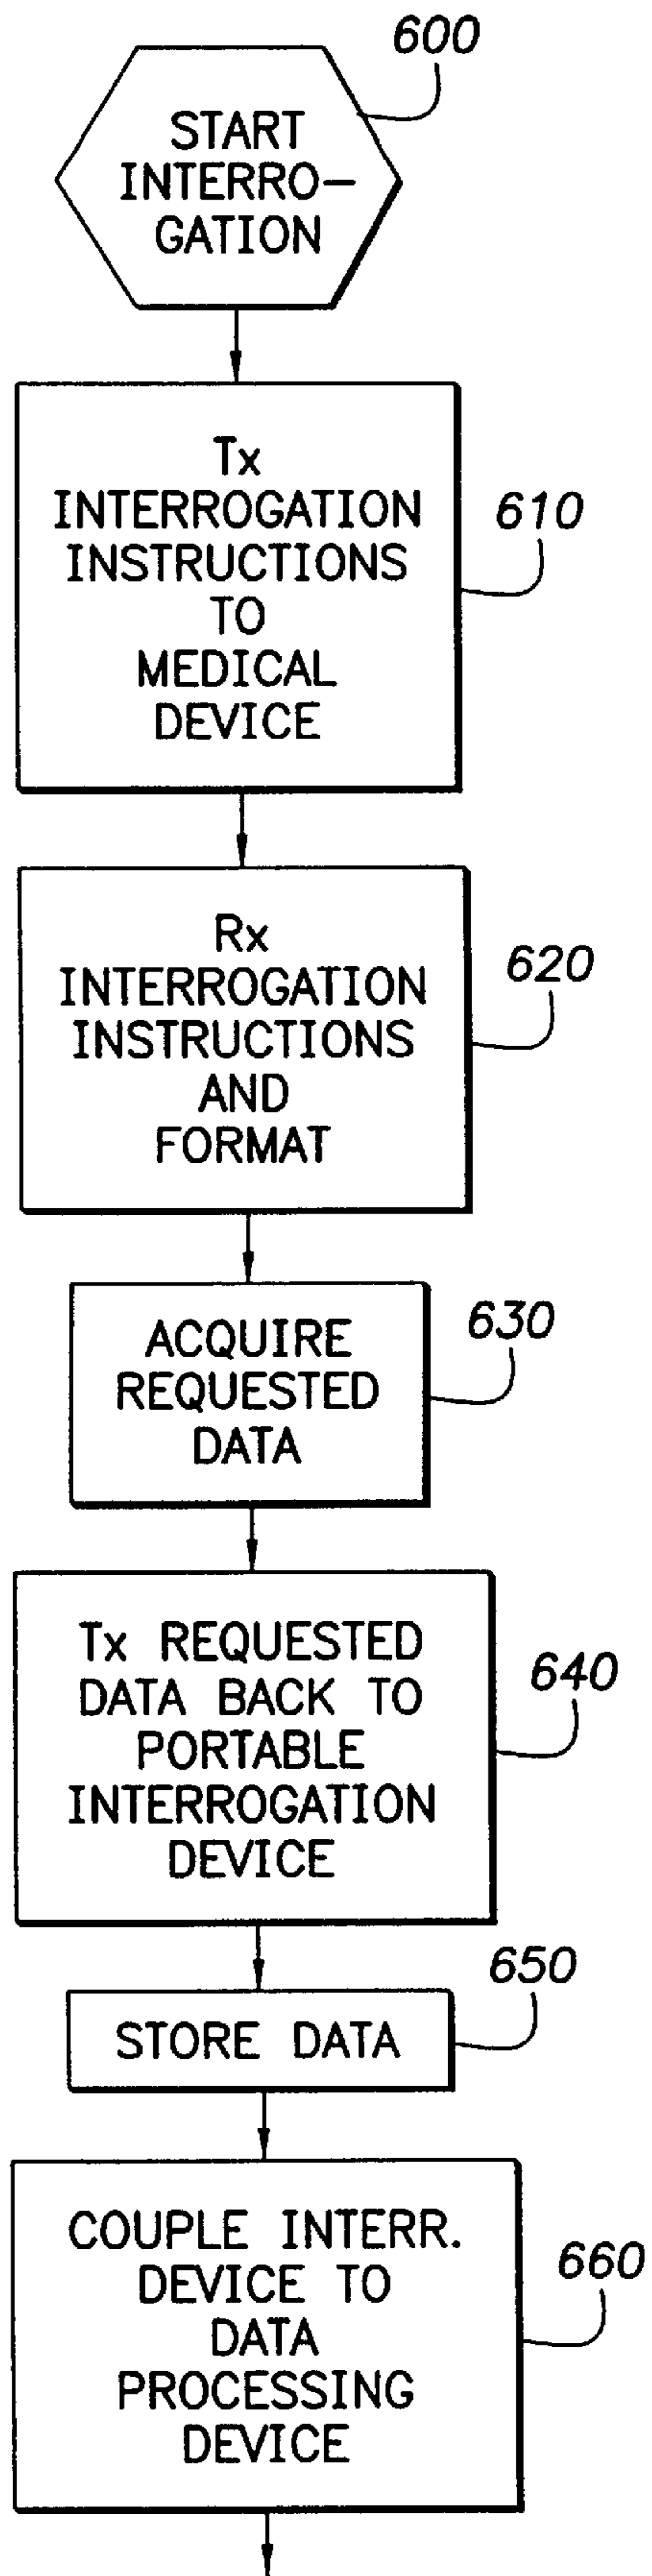 600
START
INTERRO-
GATION
Tx
INTERROGATION
INSTRUCTIONS
TO
MEDICAL
DEVICE
610
Rx
INTERROGATION
INSTRUCTIONS
AND
FORMAT
620
ACQUIRE
REQUESTED
DATA
630
Tx REQUESTED
DATA BACK TO
PORTABLE
INTERROGATION
DEVICE
640
STORE DATA
650
COUPLE INTERR.
DEVICE TO
DATA
PROCESSING
DEVICE
660